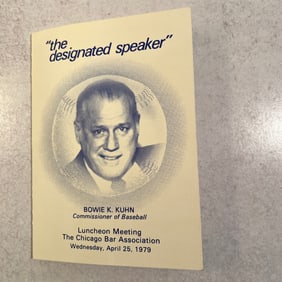 "the
designated speaker"
BOWIE K. KUHN
Commissioner of Baseball
Luncheon Meeting
The Chicago Bar Association
Wednesday, April 25, 1979